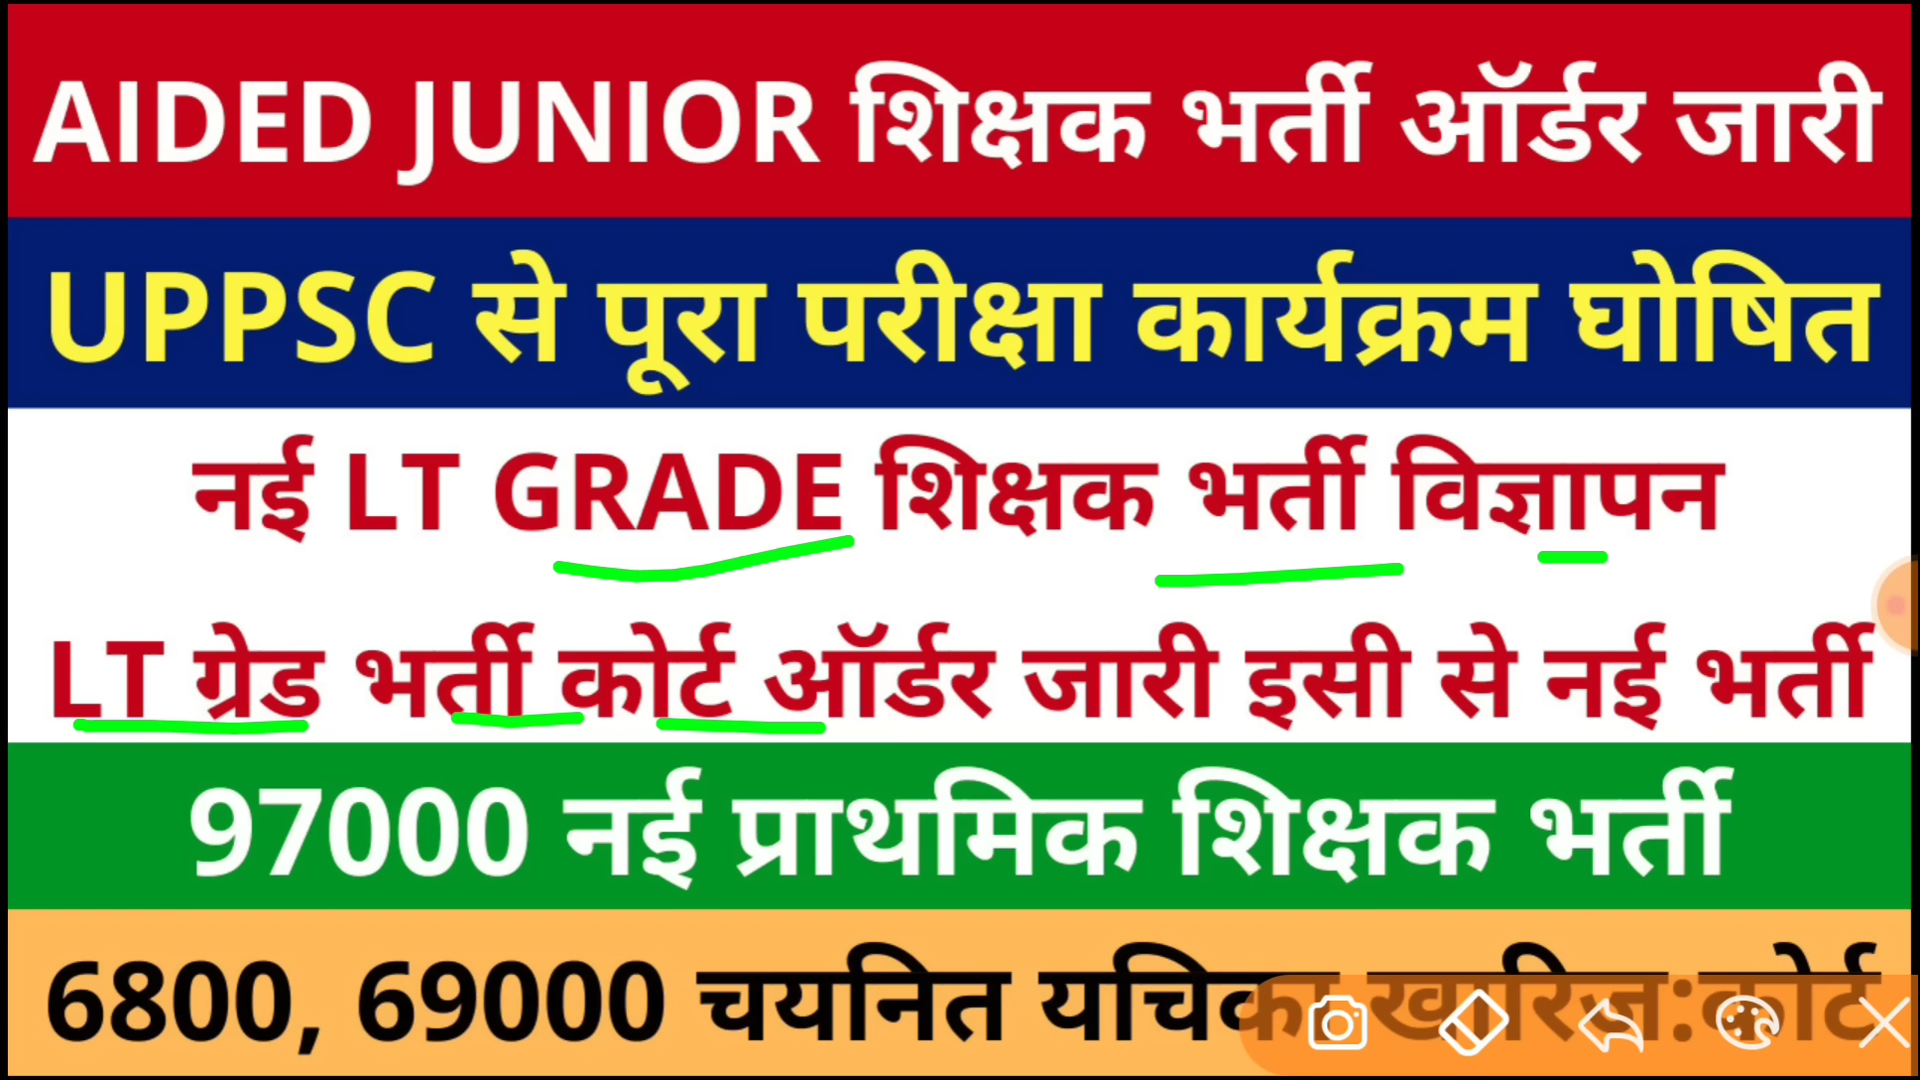 AIDED JUNIOR शिक्षक भर्ती ऑर्डर जारी
UPPSC से पूरा परीक्षा कार्यक्रम घोषित
नई LT GRADE शिक्षक भर्ती विज्ञापन
LT ग्रेड भर्ती कोर्ट ऑर्डर जारी इसी से नई भर्ती
97000 नई प्राथमिक शिक्षक भर्ती
6800, 69000 चयनित यचिका खारिज:कोर्ट